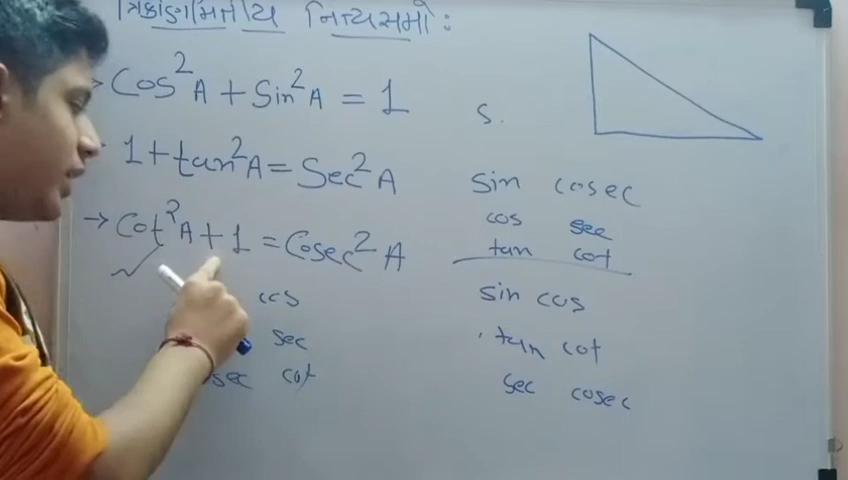 ત્રિકોણમિતીય નિત્યસમો :
→ Cos²A + Sin²A = 1
1 + tan²A = Sec²A
→ Cot²A + 1 = Cosec²A
cos
sec
sec cot
S.
sin cosec
cos sec
tan cot
sin cos
tan cot
sec cosec